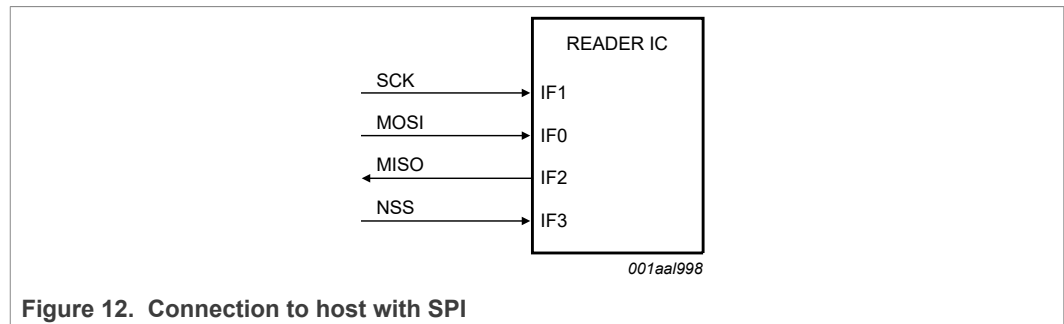 READER IC
SCK
IF1
MOSI
IF0
MISO
IF2
NSS
IF3
001aal998
Figure 12. Connection to host with SPI